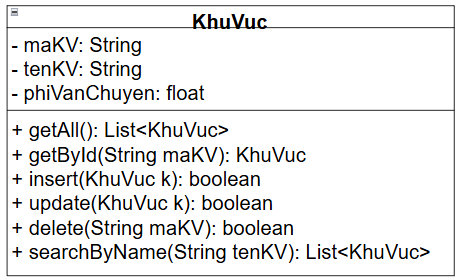 KhuVuc
- maKV: String
- tenKV: String
- phiVanChuyen: float
+ getAll(): List<KhuVuc>
+ getById(String maKV): KhuVuc
+ insert(KhuVuc k): boolean
+ update(KhuVuc k): boolean
+ delete(String maKV): boolean
+ searchByName(String tenKV): List<KhuVuc>